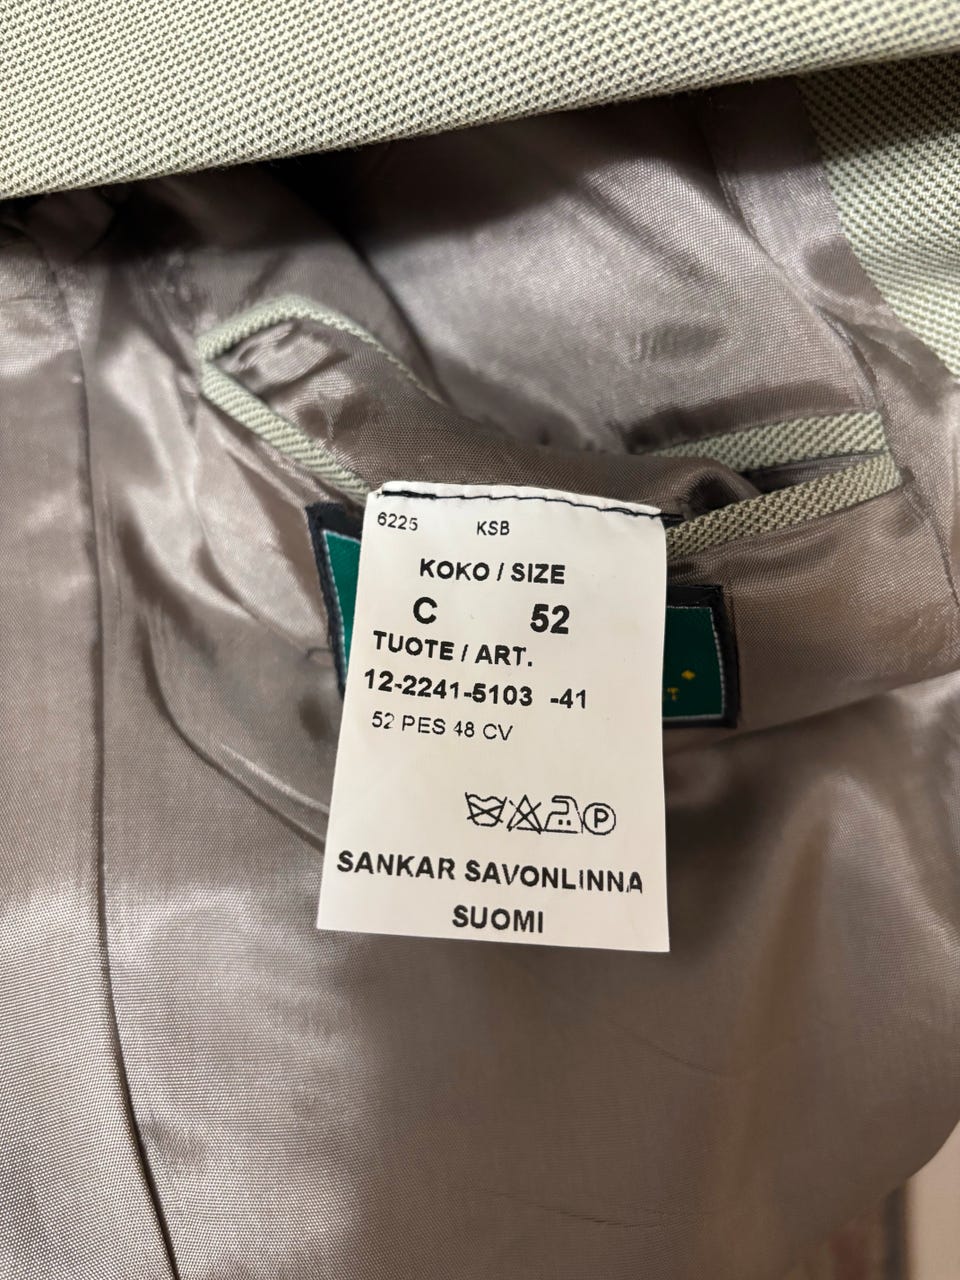 6225 KSB
KOKO / SIZE
C 52
TUOTE / ART.
12-2241-5103 -41
52 PES 48 CV
P
SANKAR SAVONLINNA
SUOMI